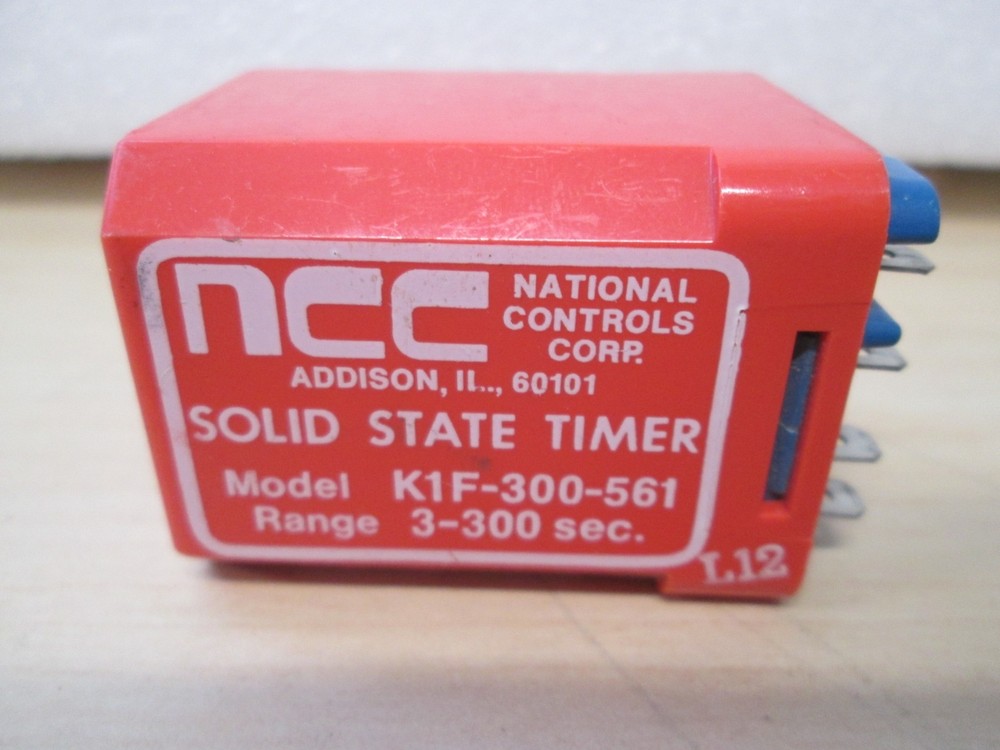 ncc NATIONAL
CONTROLS
CORP.
ADDISON, IL., 60101
SOLID STATE TIMER
Model K1F-300-561
Range 3-300 sec.
L12